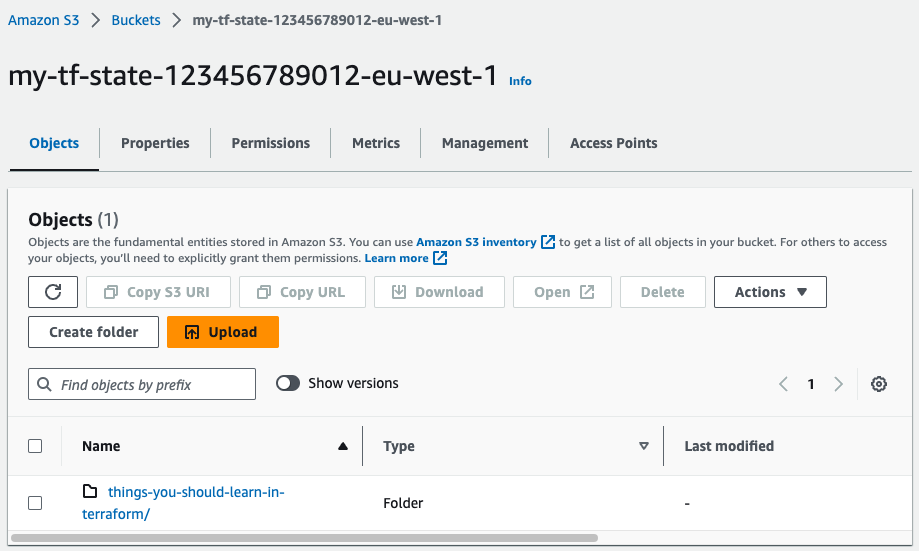 Amazon S3 > Buckets > my-tf-state-123456789012-eu-west-1
my-tf-state-123456789012-eu-west-1 Info
Objects Properties Permissions Metrics Management Access Points
Objects (1)
Objects are the fundamental entities stored in Amazon S3. You can use Amazon S3 inventory to get a list of all objects in your bucket. For others to access
your objects, you'll need to explicitly grant them permissions. Learn more
Copy S3 URI Copy URL Download Open Delete Actions
Create folder Upload
Find objects by prefix Show versions 1
Name Type Last modified
things-you-should-learn-in-
terraform/ Folder -